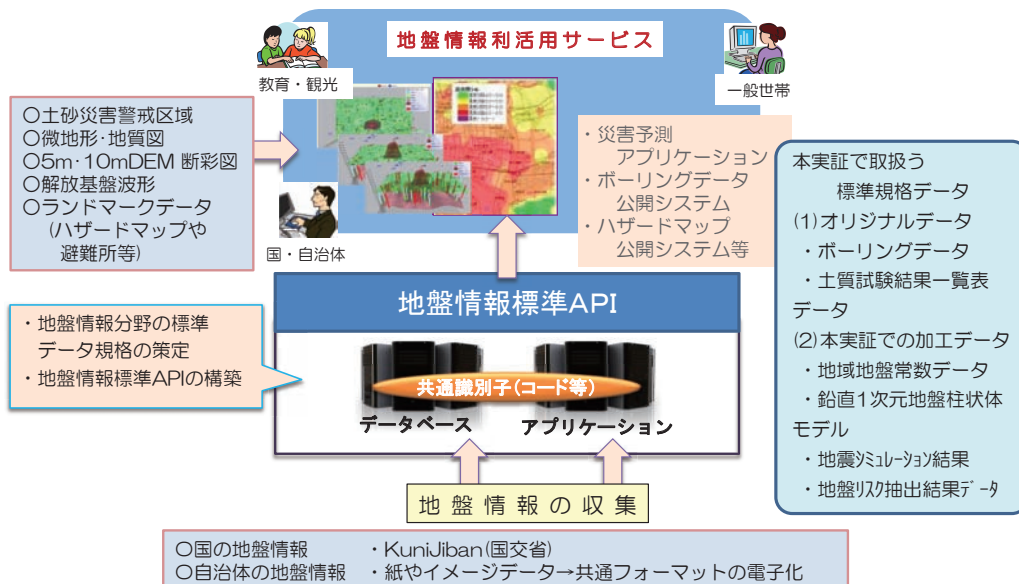 地盤情報利活用サービス
教育・観光
一般世帯
○土砂災害警戒区域
○微地形・地質図
○5m・10mDEM 断彩図
○解放基盤波形
○ランドマークデータ
(ハザードマップや
避難所等)
国・自治体
・災害予測
アプリケーション
・ボーリングデータ
公開システム
・ハザードマップ
公開システム等
本実証で取扱う
標準規格データ
(1)オリジナルデータ
・ボーリングデータ
・土質試験結果一覧表
データ
(2)本実証での加工データ
・地域地盤常数データ
・鉛直1次元地盤柱状体
モデル
・地震シミュレーション結果
・地盤リスク抽出結果データ
地盤情報標準API
・地盤情報分野の標準
データ規格の策定
・地盤情報標準APIの構築
共通識別子(コード等)
データベース
アプリケーション
地盤情報の収集
○国の地盤情報 ・KuniJiban(国交省)
○自治体の地盤情報 ・紙やイメージデータ→共通フォーマットの電子化